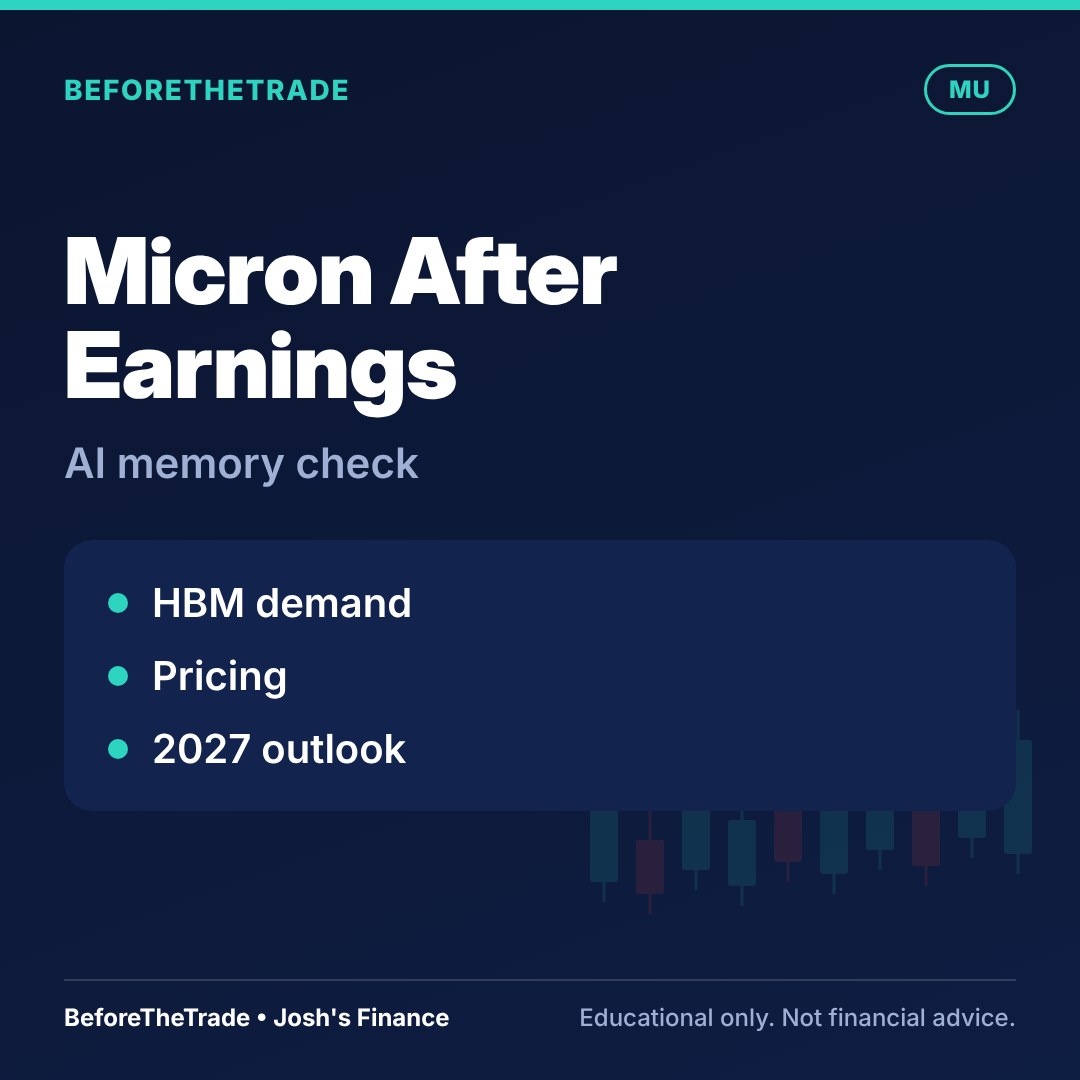 BEFORETHETRADE
MU
Micron After
Earnings
AI memory check
HBM demand
Pricing
2027 outlook
BeforeTheTrade • Josh's Finance
Educational only. Not financial advice.